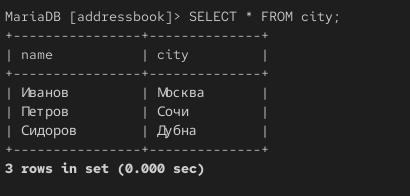 MariaDB [addressbook]> SELECT * FROM city;
+---------------+--------------+
| name          | city         |
+---------------+--------------+
| Иванов        | Москва       |
| Петров        | Сочи         |
| Сидоров       | Дубна        |
+---------------+--------------+
3 rows in set (0.000 sec)